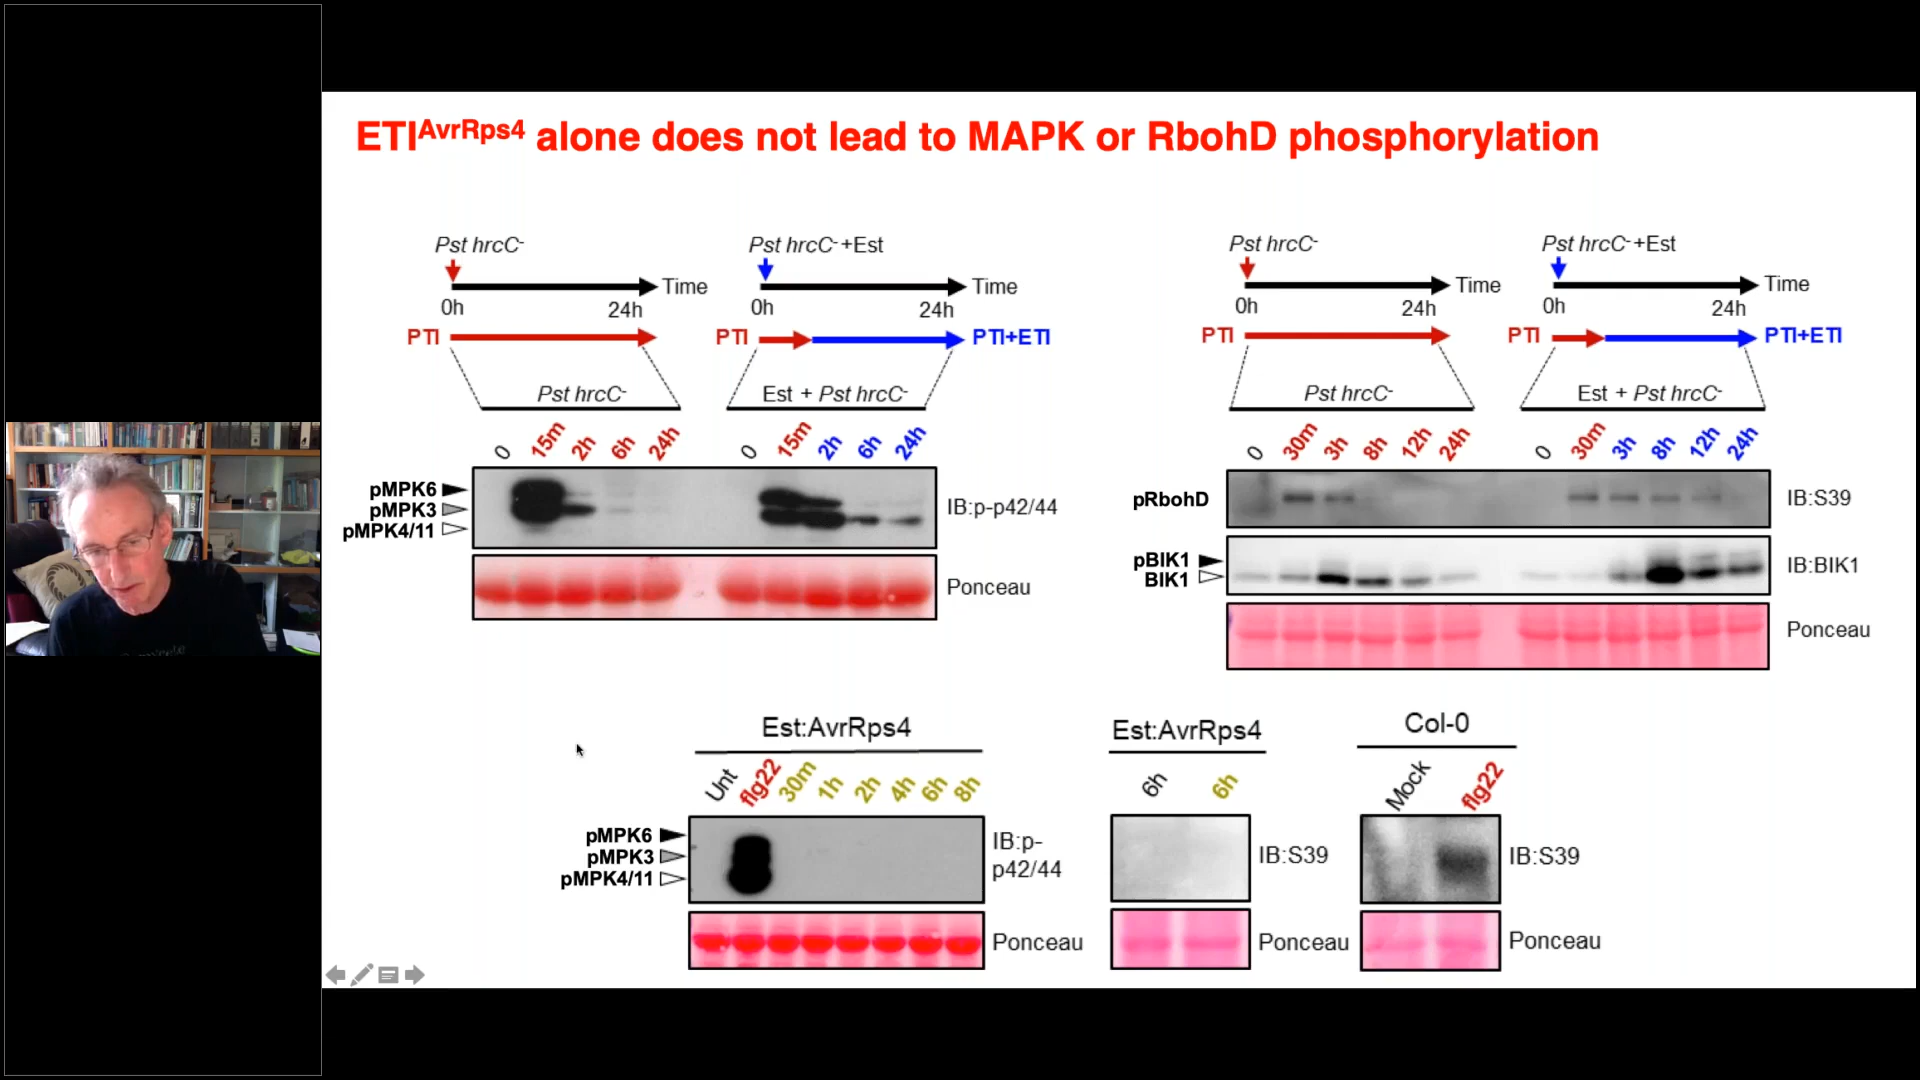 ETIAvrRps4 alone does not lead to MAPK or RbohD phosphorylation
Pst hrcC-
Time
0h
24h
PTI
Pst hrcC-
0 15m 2h 6h 24h
Pst hrcC-+Est
Time
0h
24h
PTI
PTI+ETI
Est + Pst hrcC-
0 15m 2h 6h 24h
pMPK6
pMPK3
pMPK4/11
IB:p-p42/44
Ponceau
Pst hrcC-
Time
0h
24h
PTI
Pst hrcC-
0 30m 3h 8h 12h 24h
Pst hrcC-+Est
Time
0h
24h
PTI
PTI+ETI
Est + Pst hrcC-
0 30m 3h 8h 12h 24h
pRbohD
IB:S39
pBIK1
BIK1
IB:BIK1
Ponceau
Est:AvrRps4
Unt flg22 30m 1h 2h 4h 6h 8h
pMPK6
pMPK3
pMPK4/11
IB:p-
p42/44
Ponceau
Est:AvrRps4
6h 6h
IB:S39
Ponceau
Col-0
Mock flg22
IB:S39
Ponceau